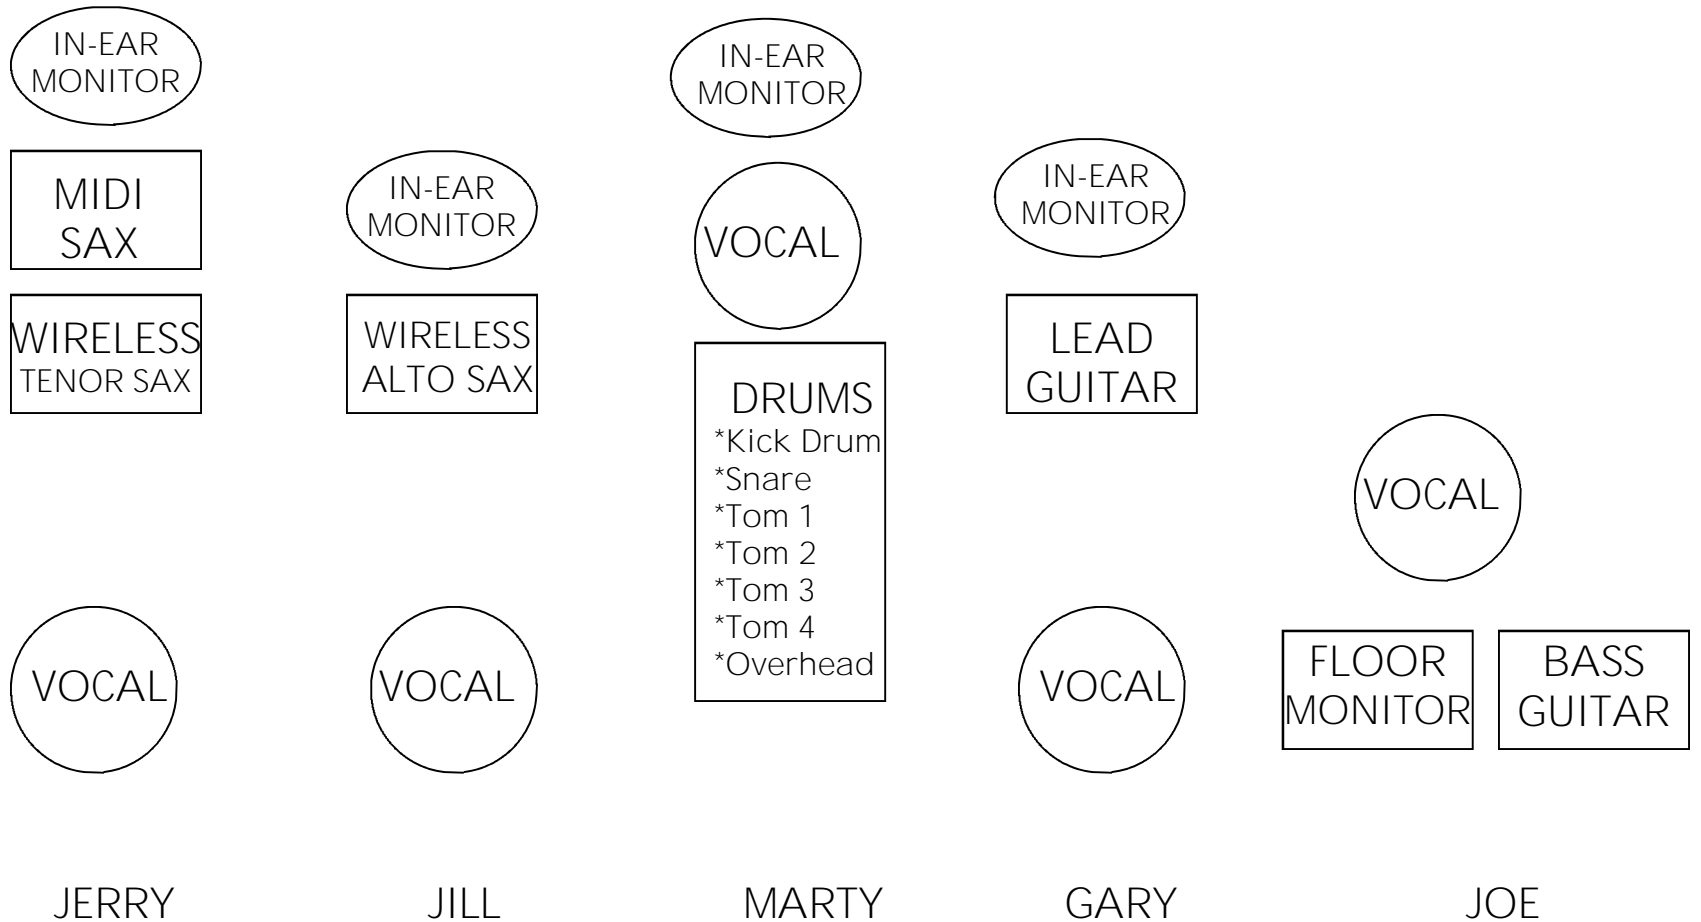 IN-EAR
MONITOR
MIDI
SAX
WIRELESS
TENOR SAX
VOCAL
JERRY
IN-EAR
MONITOR
WIRELESS
ALTO SAX
VOCAL
JILL
IN-EAR
MONITOR
VOCAL
DRUMS
*Kick Drum
*Snare
*Tom 1
*Tom 2
*Tom 3
*Tom 4
*Overhead
MARTY
IN-EAR
MONITOR
LEAD
GUITAR
VOCAL
GARY
VOCAL
FLOOR
MONITOR
BASS
GUITAR
JOE